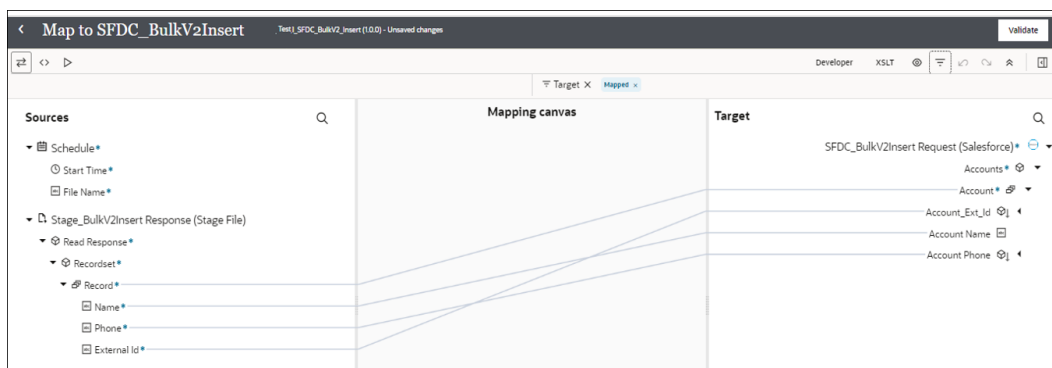 Map to SFDC_BulkV2Insert
Test1_SFDC_BulkV2_Insert (1.0.0) - Unsaved changes
Validate
Developer XSLT
Target Mapped
Sources
Mapping canvas
Target
Schedule*
Start Time*
File Name*
Stage_BulkV2Insert Response (Stage File)
Read Response*
Recordset*
Record*
Name*
Phone*
External Id*
SFDC_BulkV2Insert Request (Salesforce)*
Accounts*
Account*
Account_Ext_Id
Account Name
Account Phone